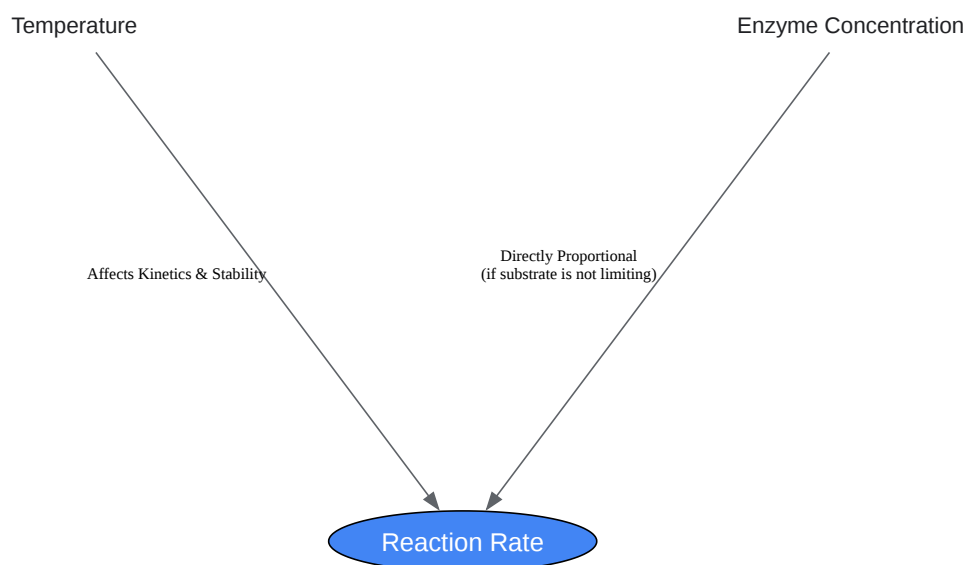 Temperature
Enzyme Concentration
Affects Kinetics & Stability
Directly Proportional
(if substrate is not limiting)
Reaction Rate